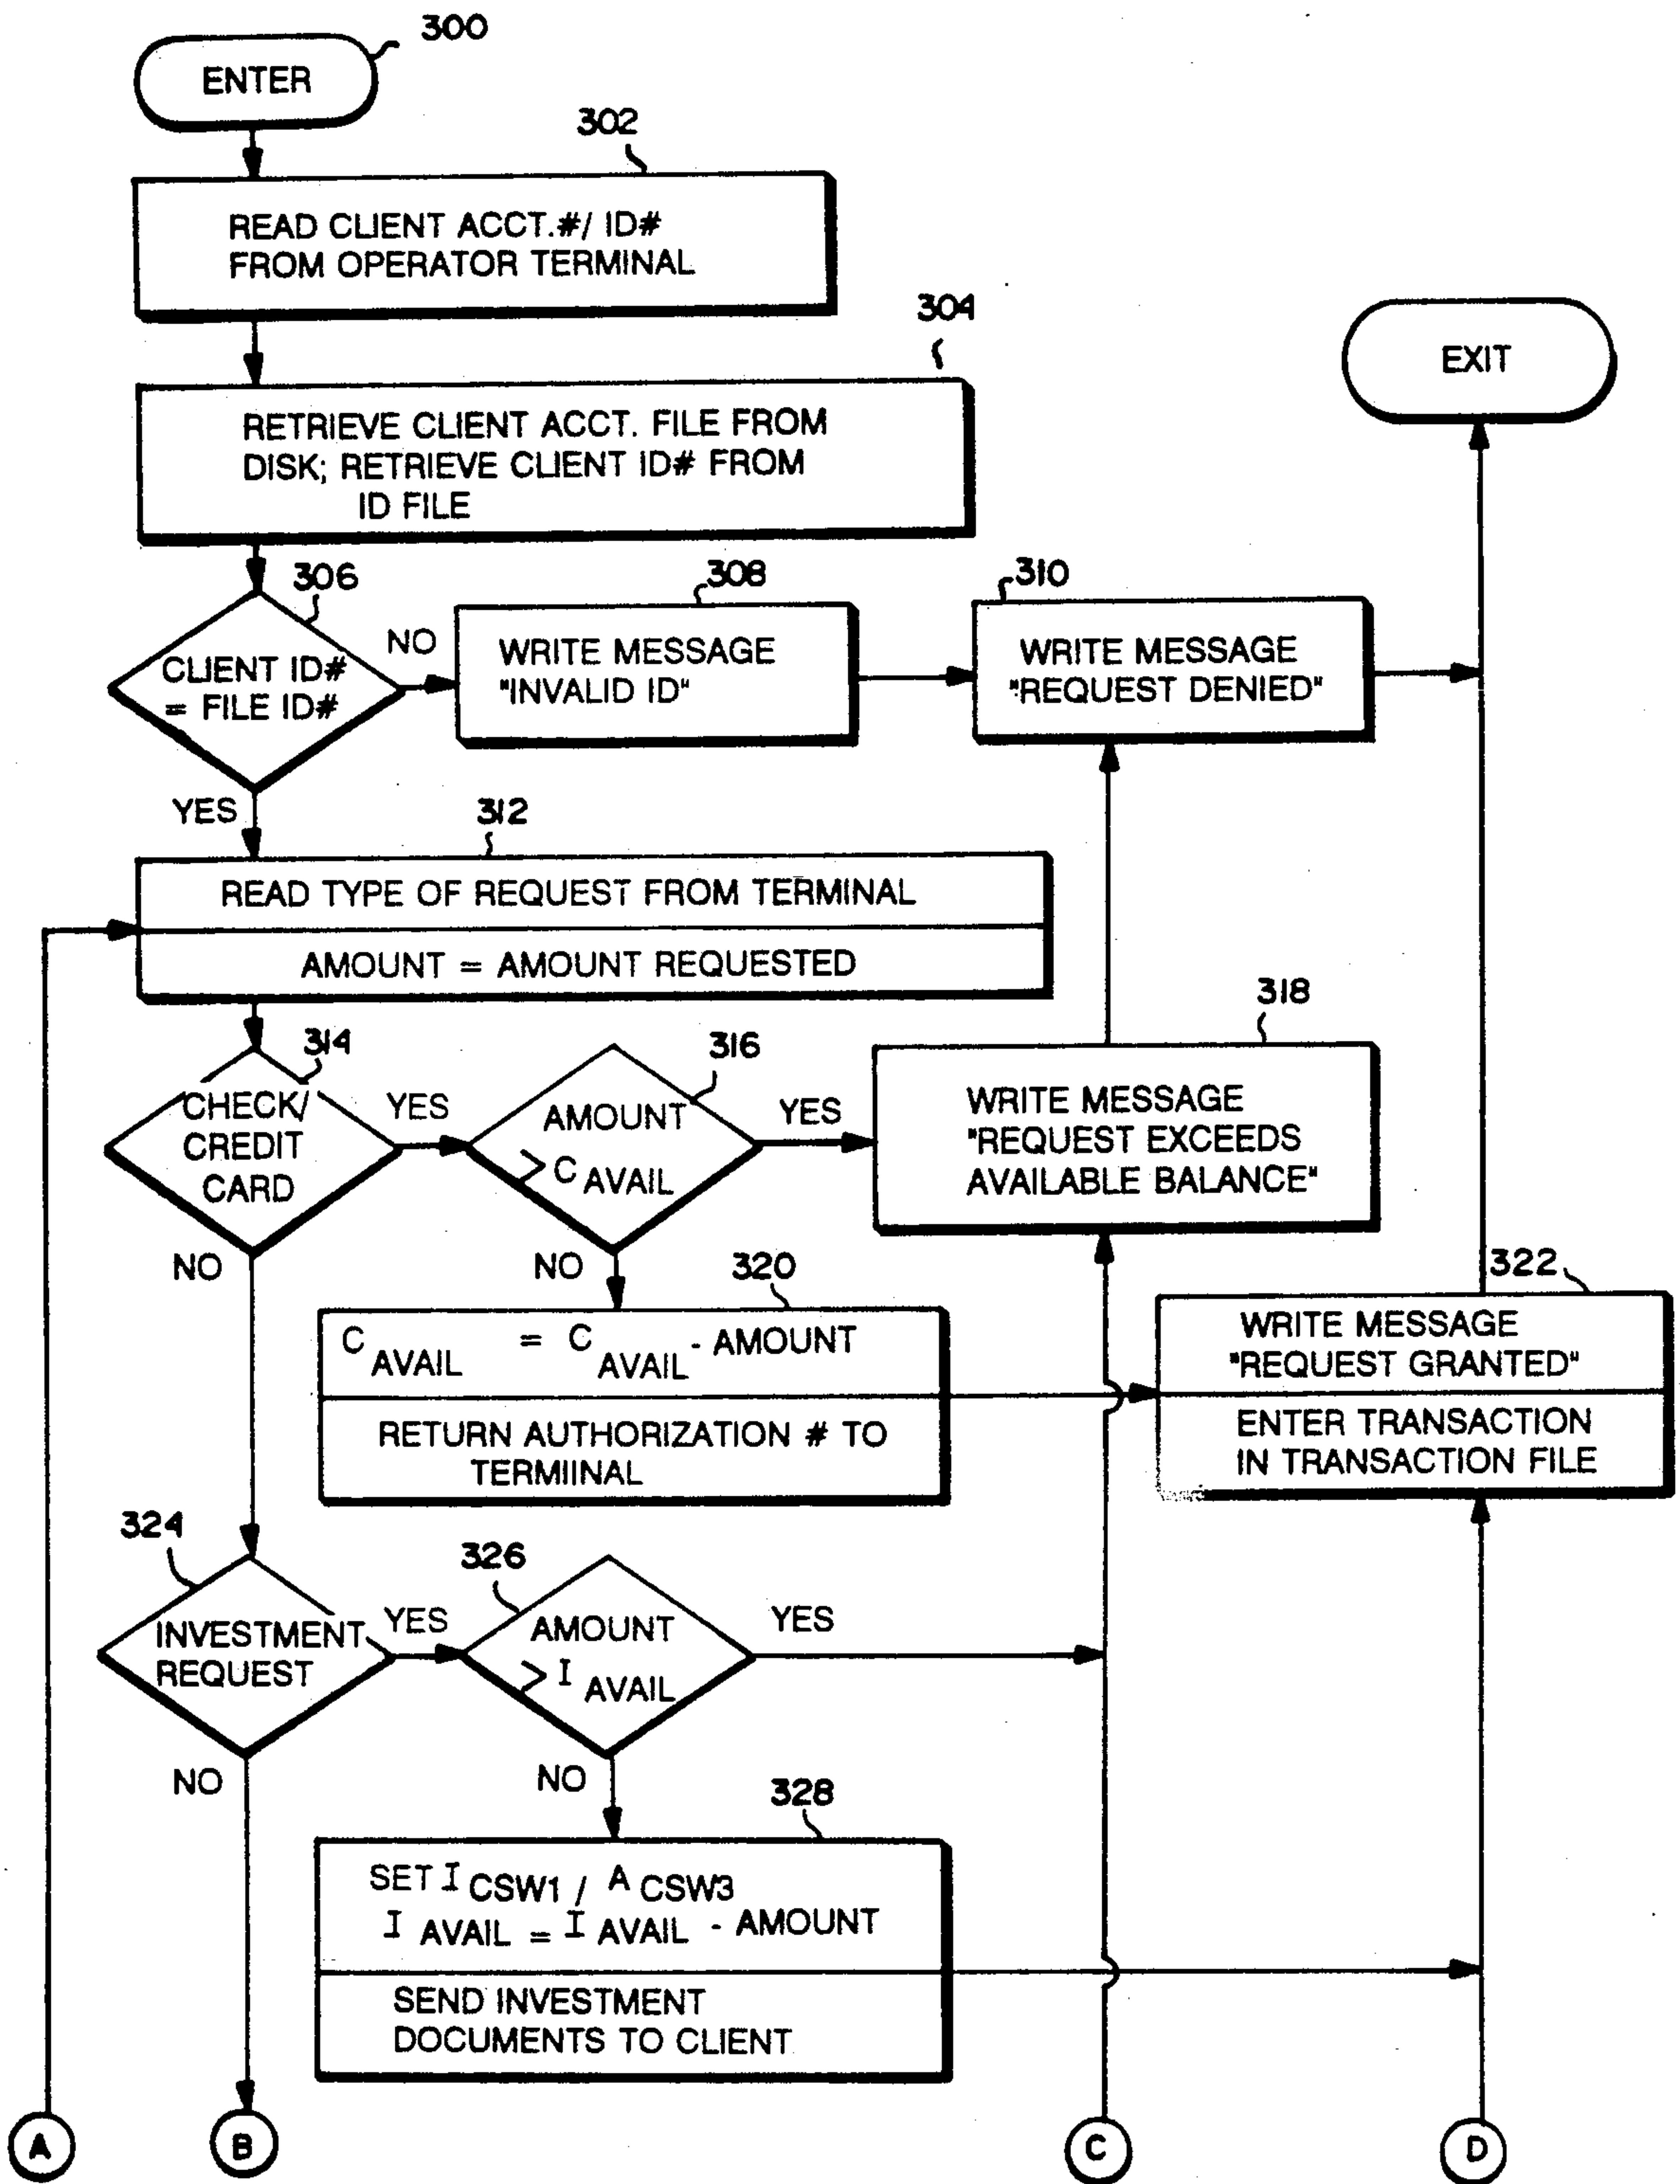 300
ENTER
302
READ CLIENT ACCT.#/ ID#
FROM OPERATOR TERMINAL
304
EXIT
RETRIEVE CLIENT ACCT. FILE FROM
DISK; RETRIEVE CLIENT ID# FROM
ID FILE
306
308
310
CLIENT ID#
= FILE ID#
NO
WRITE MESSAGE
"INVALID ID"
WRITE MESSAGE
"REQUEST DENIED"
YES
312
READ TYPE OF REQUEST FROM TERMINAL
AMOUNT = AMOUNT REQUESTED
314
316
318
CHECK/
CREDIT
CARD
YES
AMOUNT
> C AVAIL
YES
WRITE MESSAGE
"REQUEST EXCEEDS
AVAILABLE BALANCE"
NO
NO
320
322
C AVAIL = C AVAIL - AMOUNT
RETURN AUTHORIZATION # TO
TERMIINAL
WRITE MESSAGE
"REQUEST GRANTED"
ENTER TRANSACTION
IN TRANSACTION FILE
324
326
INVESTMENT
REQUEST
YES
AMOUNT
> I AVAIL
YES
NO
NO
328
SET I CSW1 / A CSW3
I AVAIL = I AVAIL - AMOUNT
SEND INVESTMENT
DOCUMENTS TO CLIENT
A
B
C
D